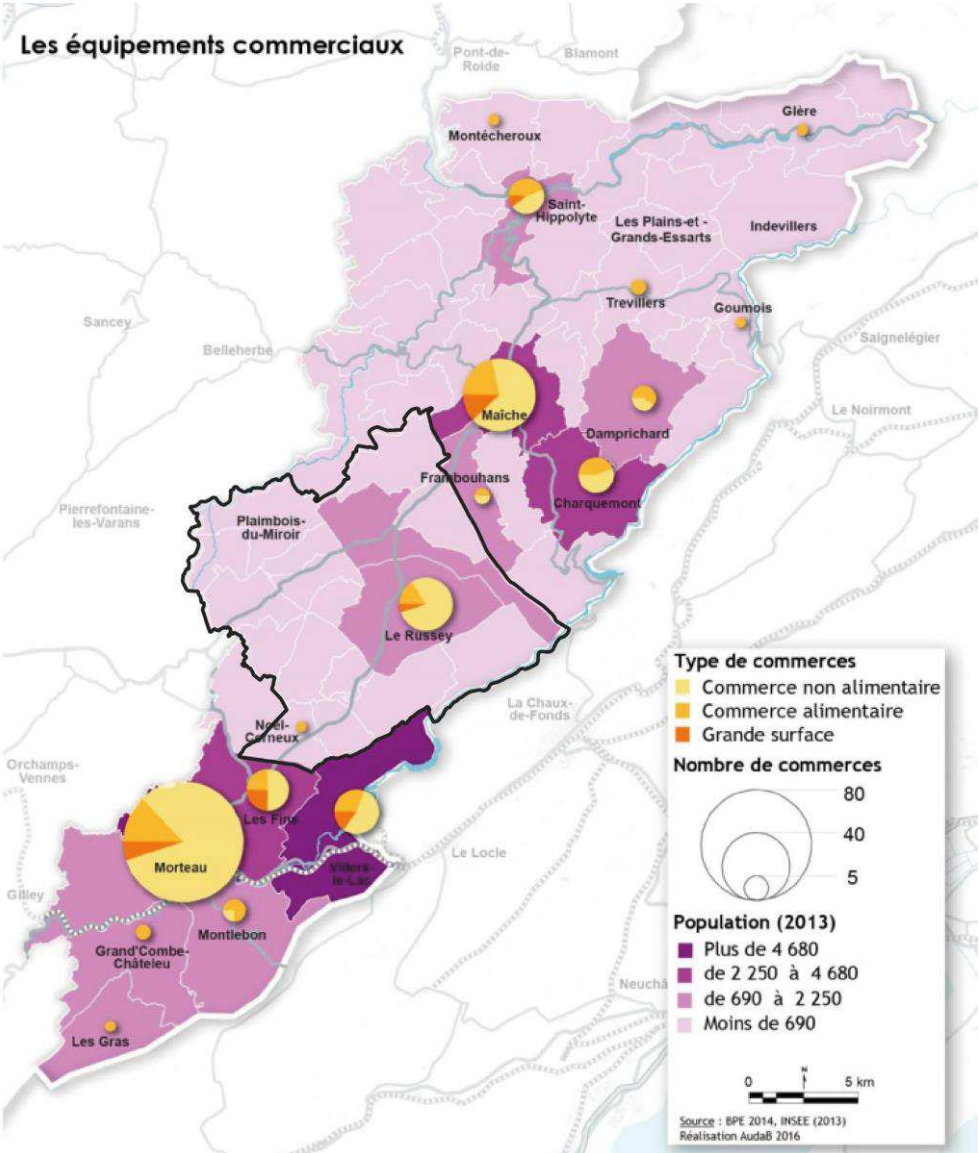 Les équipements commerciaux
Pont-de-
Roide
Blamont
Glère
Montécheroux
Saint-
Hippolyte
Les Plains-et -
Grands-Essarts
Indevillers
Trevillers
Goumois
Sancey
Belleherbe
Saignelégier
Maîche
Le Noirmont
Damprichard
Frambouhans
Charquemont
Pierrefontaine-
les-Varans
Plaimbois-
du-Miroir
Le Russey
La Chaux-
de-Fonds
Noël-
Cerneux
Orchamps-
Vennes
Les Fins
Le Locle
Morteau
Villers-
le-Lac
Gilley
Montlebon
Grand'Combe-
Châteleu
Neuchâ
Les Gras
Type de commerces
Commerce non alimentaire
Commerce alimentaire
Grande surface
Nombre de commerces
80
40
5
Population (2013)
Plus de 4 680
de 2 250 à 4 680
de 690 à 2 250
Moins de 690
N
0 5 km
Source : BPE 2014, INSEE (2013)
Réalisation AudaB 2016